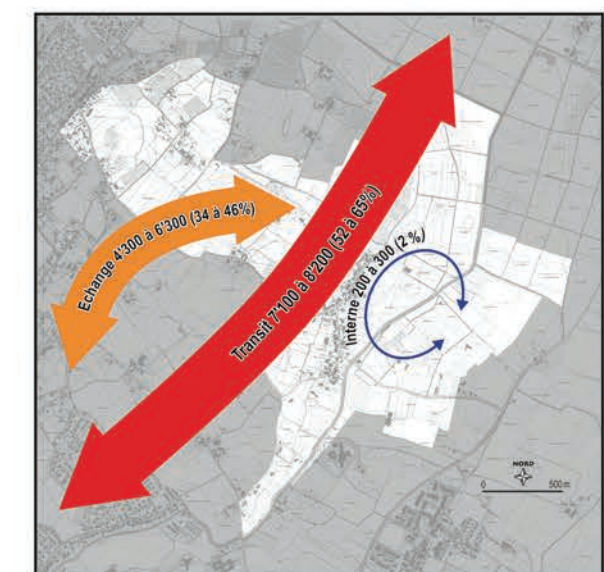 Echange 4'300 à 6'300 (34 à 46%)
Transit 7'100 à 8'200 (52 à 65%)
Interne 200 à 300 (2 %)
NORD
0 500 m